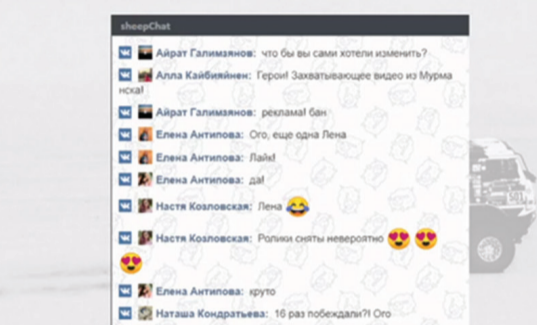 sheepChat
Айрат Галимзянов: что бы вы сами хотели изменить?
Алла Кайбияйнен: Герои! Захватывающее видео из Мурма
нска!
Айрат Галимзянов: реклама! бан
Елена Антипова: Ого, еще одна Лена
Елена Антипова: Лайк!
Елена Антипова: да!
Настя Козловская: Лена 😂
Настя Козловская: Ролики сняты невероятно 😍 😍
😍
Елена Антипова: круто
Наташа Кондратьева: 16 раз побеждали?! Ого